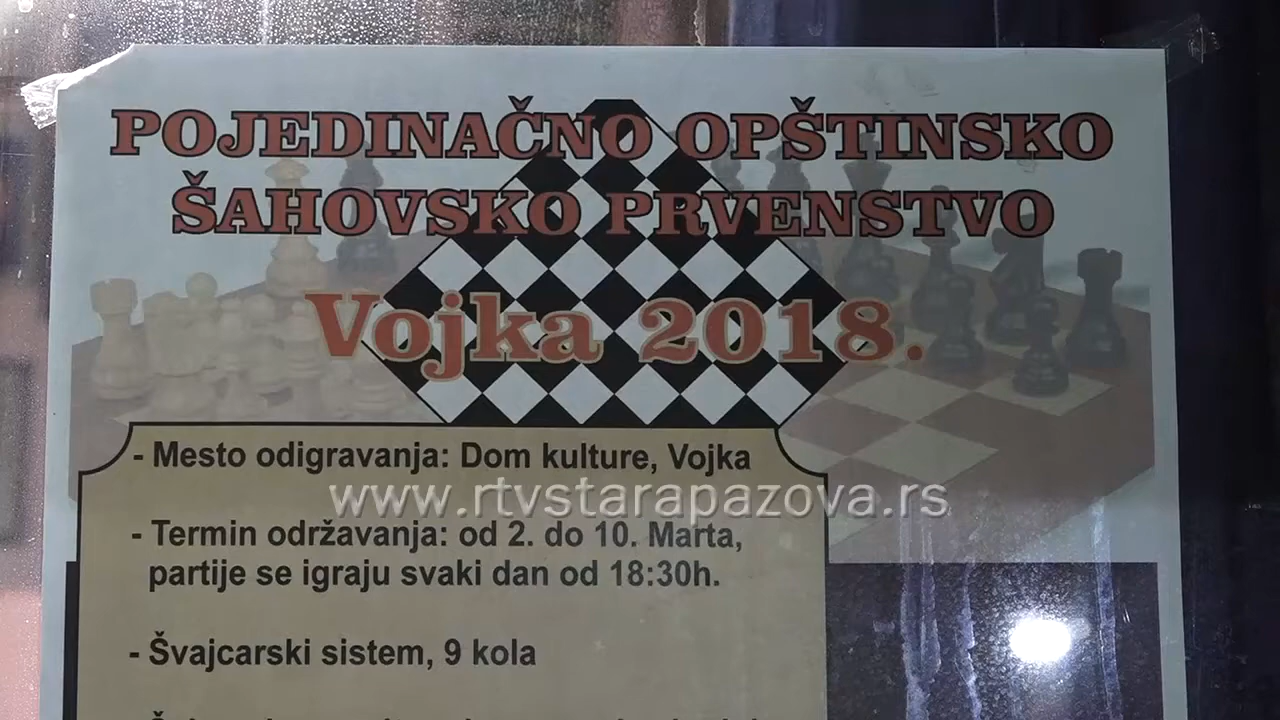 POJEDINAČNO OPŠTINSKO
ŠAHOVSKO PRVENSTVO
Vojka 2018.
- Mesto odigravanja: Dom kulture, Vojka
www.rtvstarapazova.rs
- Termin održavanja: od 2. do 10. Marta,
partije se igraju svaki dan od 18:30h.
- Švajcarski sistem, 9 kola